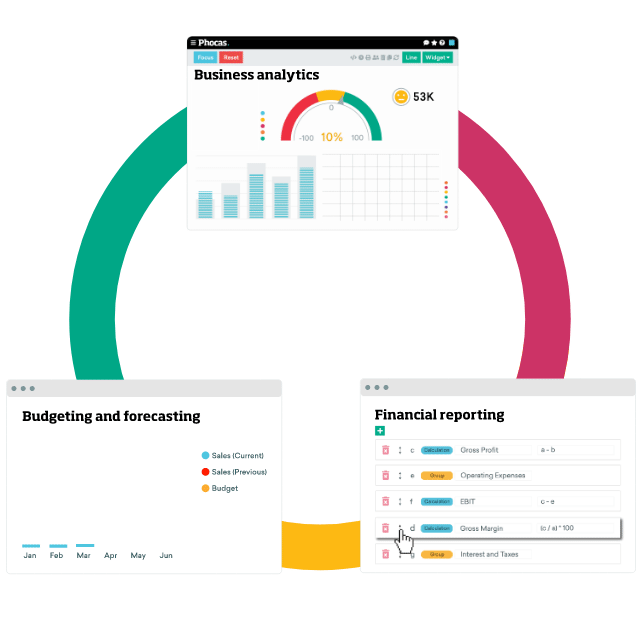 Phocas.
Focus Reset Line Widget
Business analytics
53K
0
-100 10% 100
Budgeting and forecasting
Sales (Current)
Sales (Previous)
Budget
Jan Feb Mar Apr May Jun
Financial reporting
c Calculation Gross Profit a - b
e Group Operating Expenses
f Calculation EBIT c - e
d Calculation Gross Margin (c / a) * 100
g Group Interest and Taxes